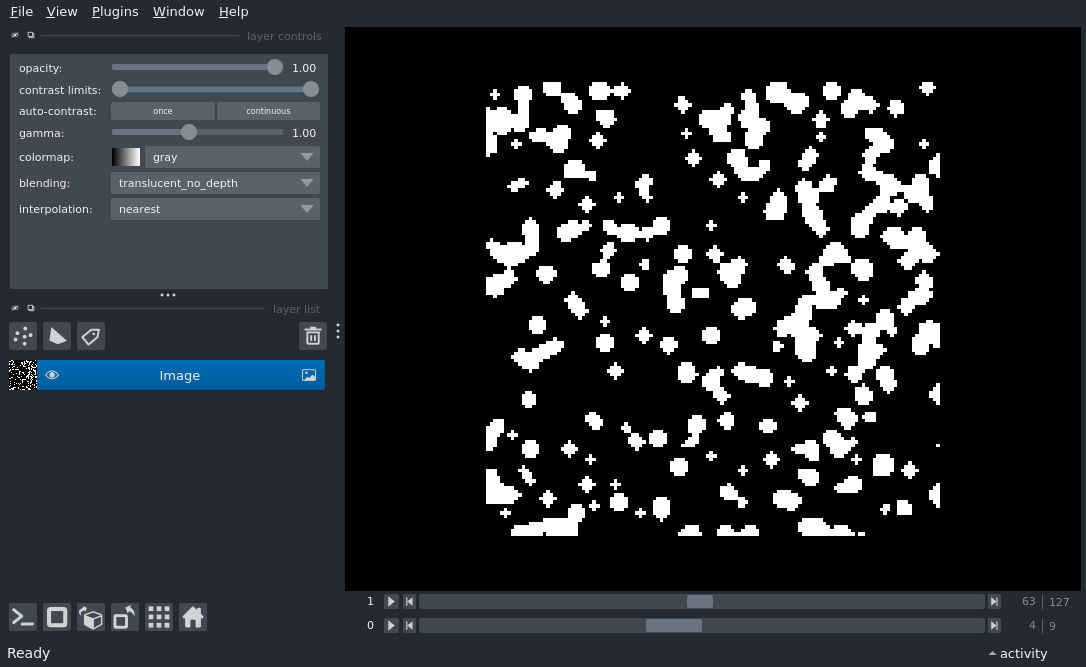 File View Plugins Window Help
layer controls
opacity: 1.00
contrast limits:
auto-contrast: once continuous
gamma: 1.00
colormap: gray
blending: translucent_no_depth
interpolation: nearest
layer list
Image
1 63 127
0 4 9
Ready activity